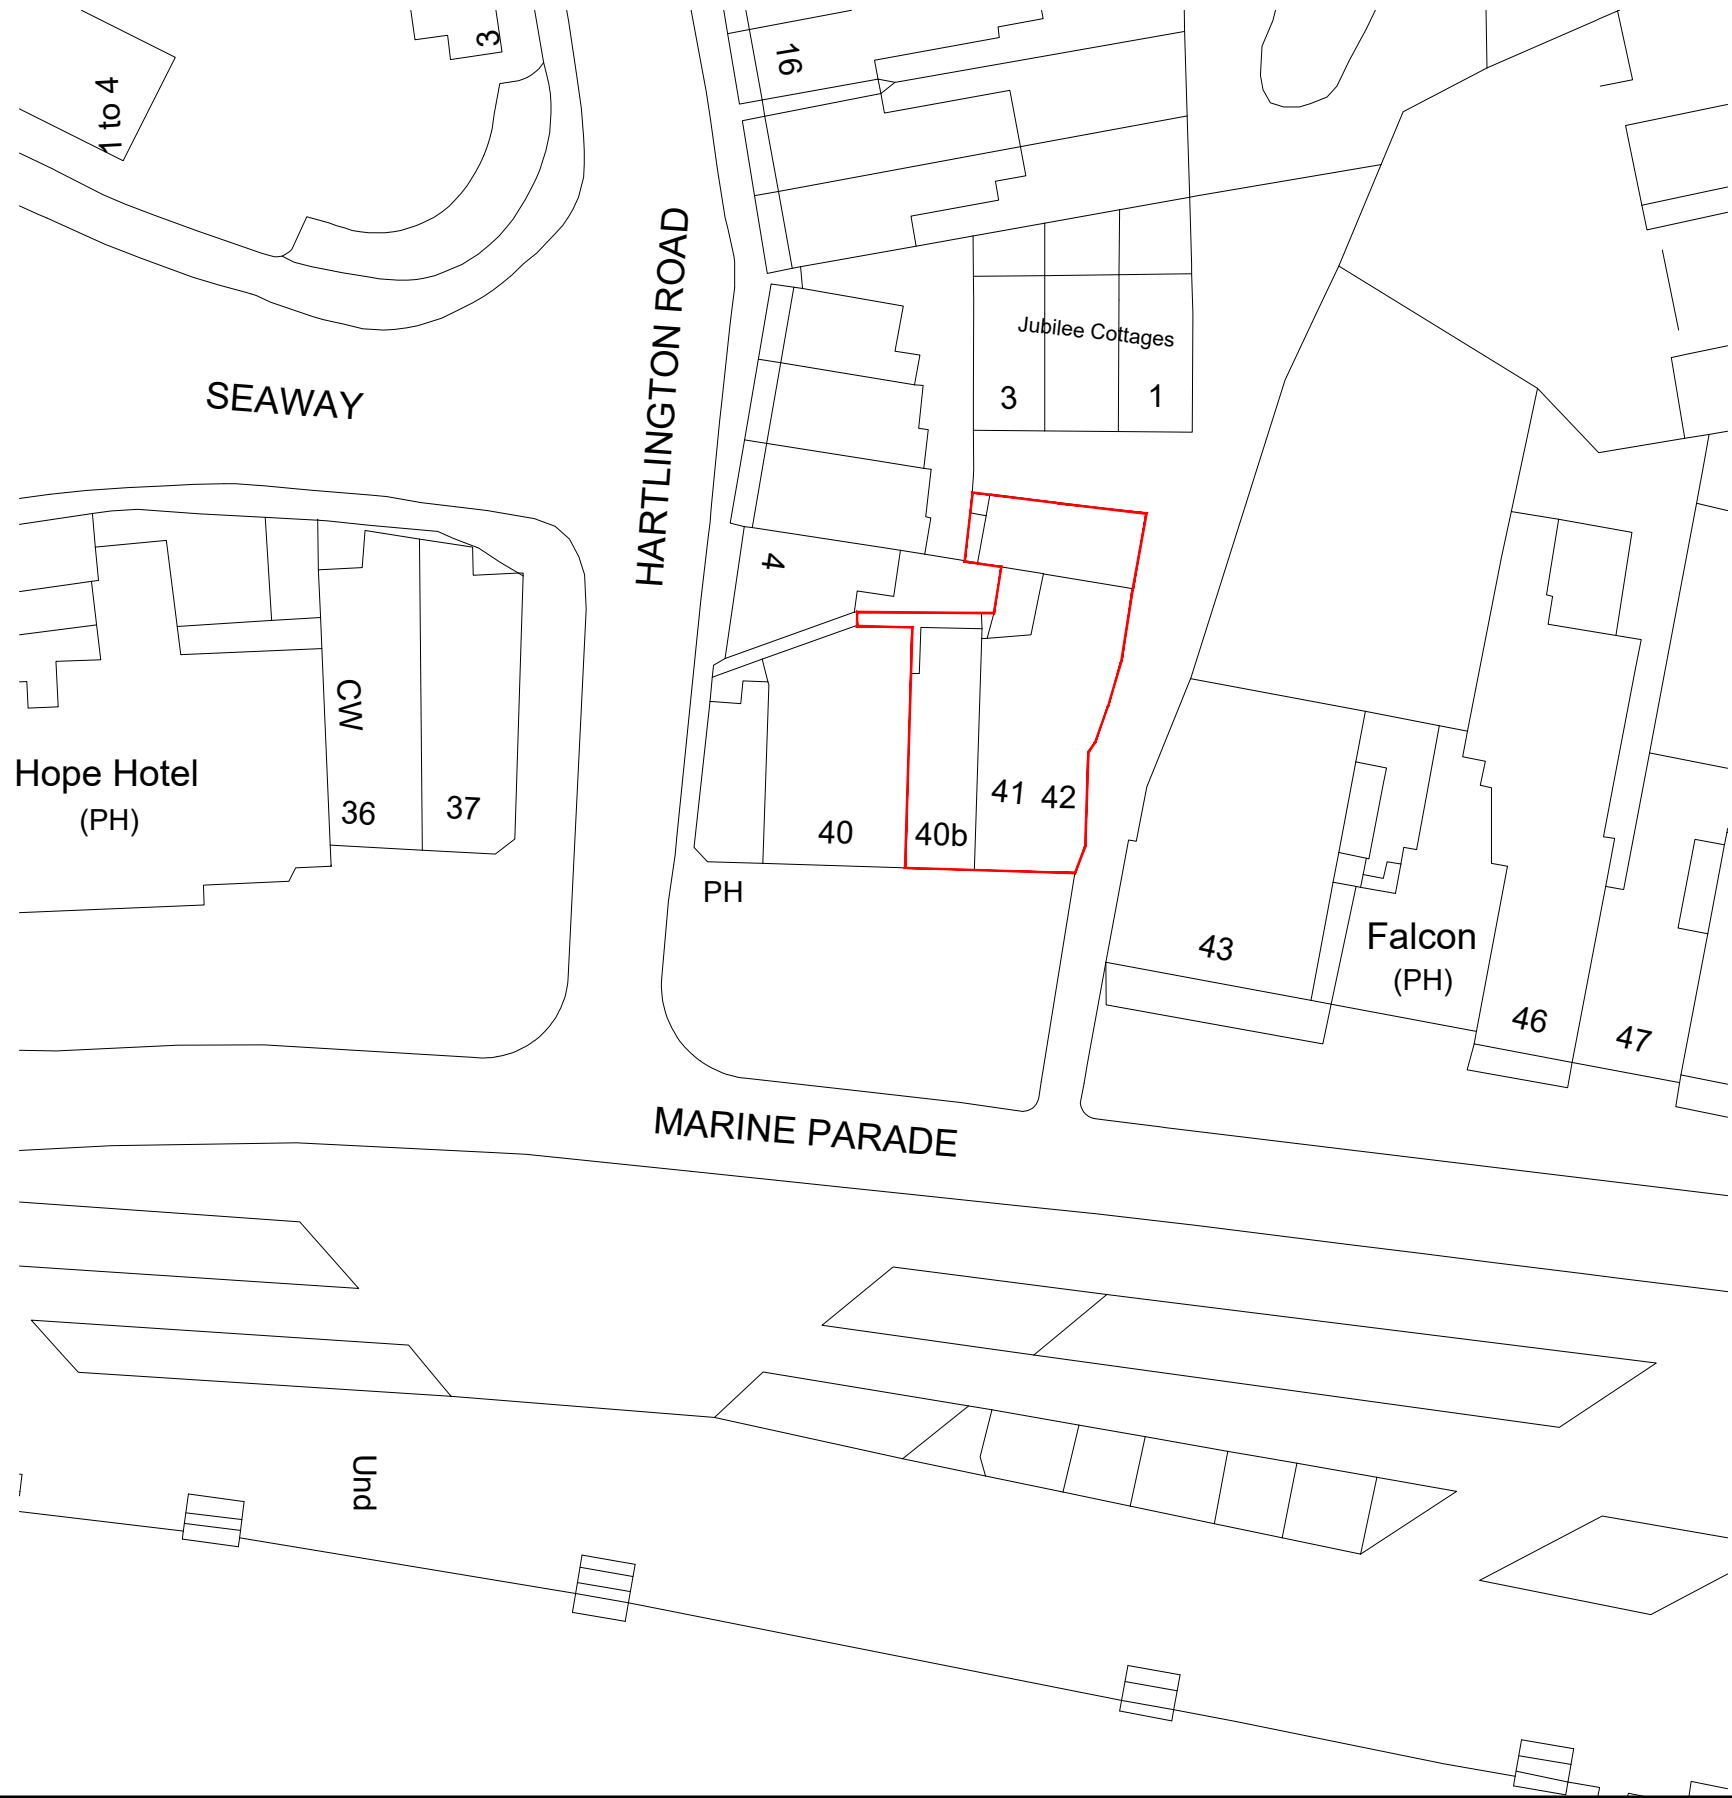 3
16
1 to 4
HARTLINGTON ROAD
Jubilee Cottages
3
1
SEAWAY
4
CW
Hope Hotel
(PH)
36
37
40
40b
41
42
PH
43
Falcon
(PH)
46
47
MARINE PARADE
Und